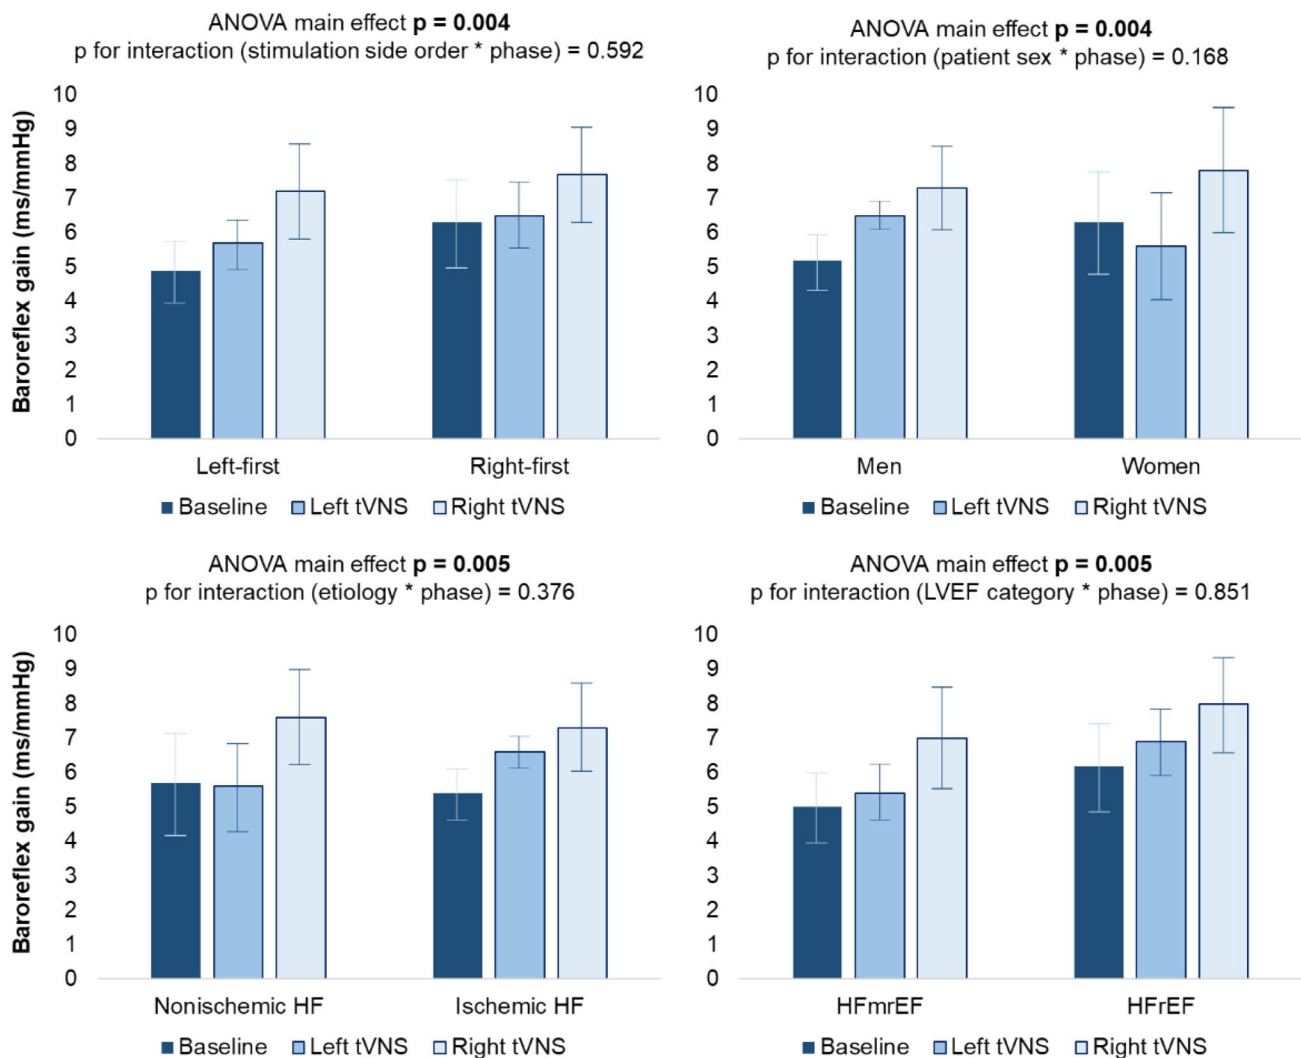 ANOVA main effect p = 0.004
p for interaction (stimulation side order * phase) = 0.592
Baroreflex gain (ms/mmHg)
10
9
8
7
6
5
4
3
2
1
0
Left-first Right-first
Baseline Left tVNS Right tVNS
ANOVA main effect p = 0.004
p for interaction (patient sex * phase) = 0.168
10
9
8
7
6
5
4
3
2
1
0
Men Women
Baseline Left tVNS Right tVNS
ANOVA main effect p = 0.005
p for interaction (etiology * phase) = 0.376
Baroreflex gain (ms/mmHg)
10
9
8
7
6
5
4
3
2
1
0
Nonischemic HF Ischemic HF
Baseline Left tVNS Right tVNS
ANOVA main effect p = 0.005
p for interaction (LVEF category * phase) = 0.851
10
9
8
7
6
5
4
3
2
1
0
HFmrEF HFrEF
Baseline Left tVNS Right tVNS